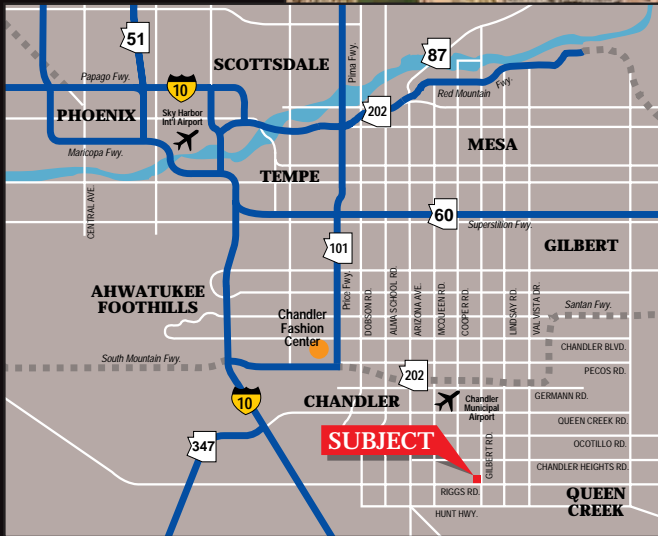 51
SCOTTSDALE
87
Papago Fwy.
10
Pima Fwy.
Red Mountain Fwy.
202
PHOENIX
Sky Harbor
Int'l Airport
Maricopa Fwy.
MESA
TEMPE
CENTRAL AVE.
60
Superstition Fwy.
101
GILBERT
Price Fwy.
AHWATUKEE
FOOTHILLS
DOBSON RD.
ALMA SCHOOL RD.
ARIZONA AVE.
MCQUEEN RD.
COOPER RD.
LINDSAY RD.
VAL VISTA DR.
Santan Fwy.
Chandler
Fashion
Center
CHANDLER BLVD.
South Mountain Fwy.
PECOS RD.
202
10
CHANDLER
Chandler
Municipal
Airport
GERMANN RD.
QUEEN CREEK RD.
347
SUBJECT
GILBERT RD.
OCOTILLO RD.
CHANDLER HEIGHTS RD.
RIGGS RD.
QUEEN
CREEK
HUNT HWY.